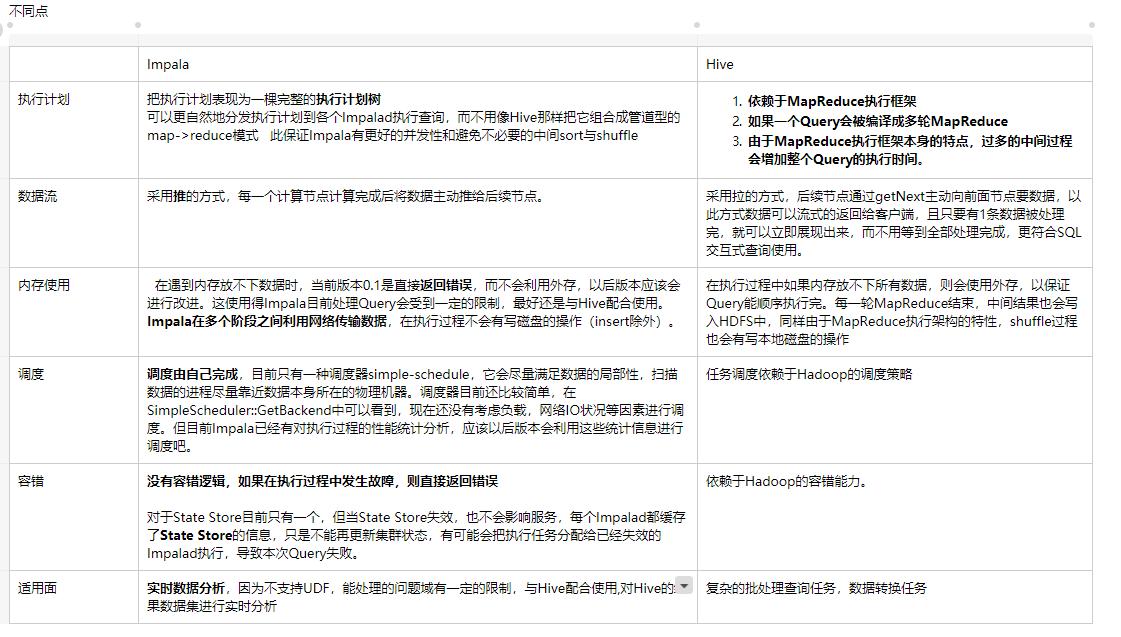 不同点
Impala
Hive
执行计划
把执行计划表现为一棵完整的执行计划树
可以更自然地分发执行计划到各个Impalad执行查询，而不用像Hive那样把它组合成管道型的
map->reduce模式 此保证Impala有更好的并发性和避免不必要的中间sort与shuffle
1. 依赖于MapReduce执行框架
2. 如果一个Query会被编译成多轮MapReduce
3. 由于MapReduce执行框架本身的特点，过多的中间过程
会增加整个Query的执行时间。
数据流
采用推的方式，每一个计算节点计算完成后将数据主动推给后续节点。
采用拉的方式，后续节点通过getNext主动向前面节点要数据，以
此方式数据可以流式的返回给客户端，且只要有1条数据被处理
完，就可以立即展现出来，而不用等到全部处理完成，更符合SQL
交互式查询使用。
内存使用
在遇到内存放不下数据时，当前版本0.1是直接返回错误，而不会利用外存，以后版本应该会
进行改进。这使用得Impala目前处理Query会受到一定的限制，最好还是与Hive配合使用。
Impala在多个阶段之间利用网络传输数据，在执行过程不会有写磁盘的操作（insert除外）。
在执行过程中如果内存放不下所有数据，则会使用外存，以保证
Query能顺序执行完。每一轮MapReduce结束，中间结果也会写
入HDFS中，同样由于MapReduce执行架构的特性，shuffle过程
也会有写本地磁盘的操作
调度
调度由自己完成，目前只有一种调度器simple-schedule，它会尽量满足数据的局部性，扫描
数据的进程尽量靠近数据本身所在的物理机器。调度器目前还比较简单，在
SimpleScheduler::GetBackend中可以看到，现在还没有考虑负载，网络IO状况等因素进行调
度。但目前Impala已经有对执行过程的性能统计分析，应该以后版本会利用这些统计信息进行
调度吧。
任务调度依赖于Hadoop的调度策略
容错
没有容错逻辑，如果在执行过程中发生故障，则直接返回错误
对于State Store目前只有一个，但当State Store失效，也不会影响服务，每个Impalad都缓存
了State Store的信息，只是不能再更新集群状态，有可能会把执行任务分配给已经失效的
Impalad执行，导致本次Query失败。
依赖于Hadoop的容错能力。
适用面
实时数据分析，因为不支持UDF，能处理的问题域有一定的限制，与Hive配合使用,对Hive的
果数据集进行实时分析
复杂的批处理查询任务，数据转换任务